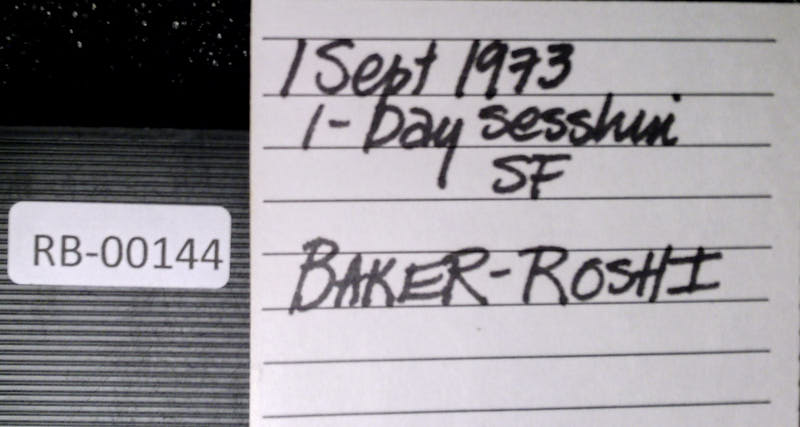 1 Sept 1973
1-Day sesshin
SF
BAKER-ROSHI
RB-00144